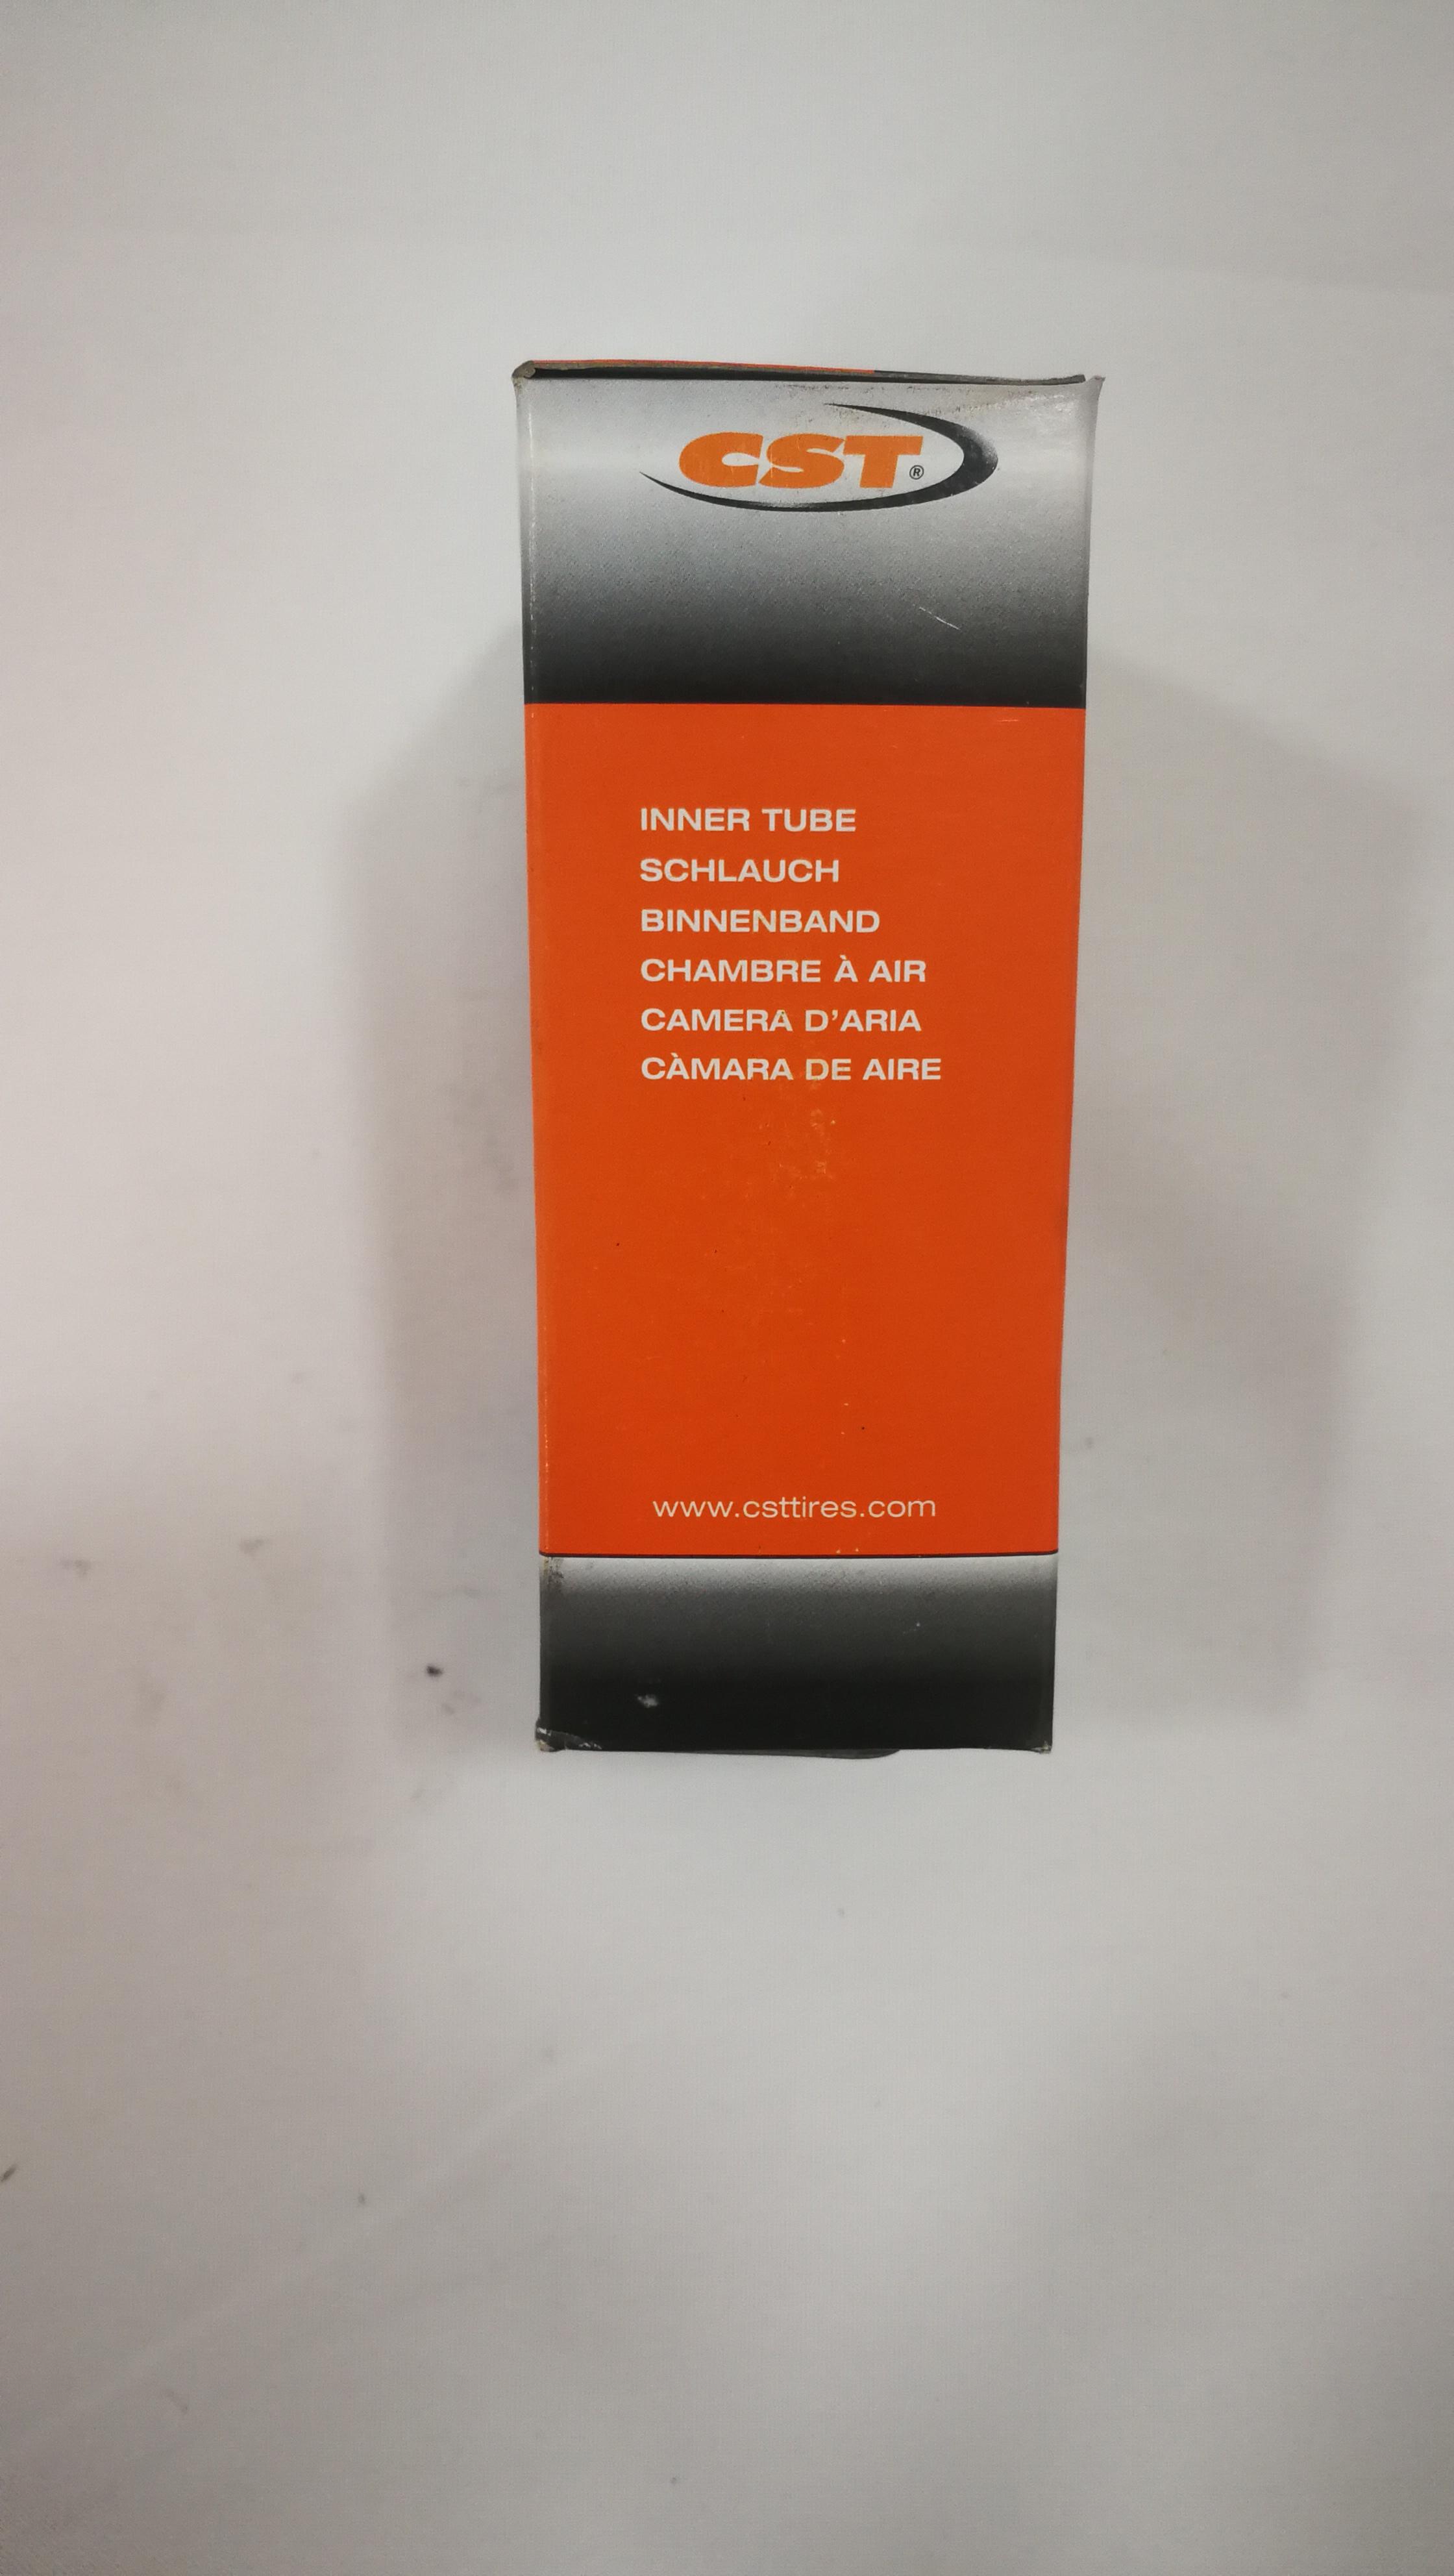 CST®
INNER TUBE
SCHLAUCH
BINNENBAND
CHAMBRE À AIR
CAMERA D'ARIA
CÀMARA DE AIRE
www.csttires.com